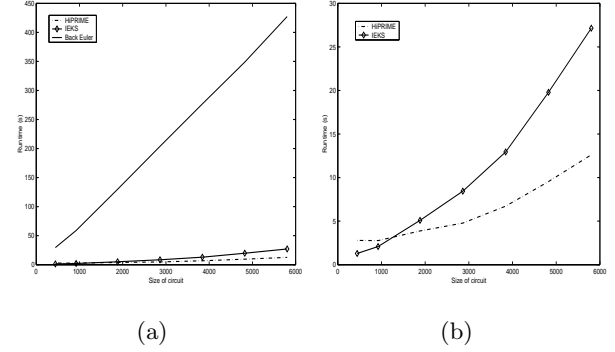 450
400
350
300
250
200
150
100
50
0
Runtime (s)
HiPRIME
IEKS
Back Euler
0 1000 2000 3000 4000 5000 6000
Size of circuit
(a)
30
25
20
15
10
5
0
Runtime (s)
HiPRIME
IEKS
0 1000 2000 3000 4000 5000 6000
Size of circuit
(b)